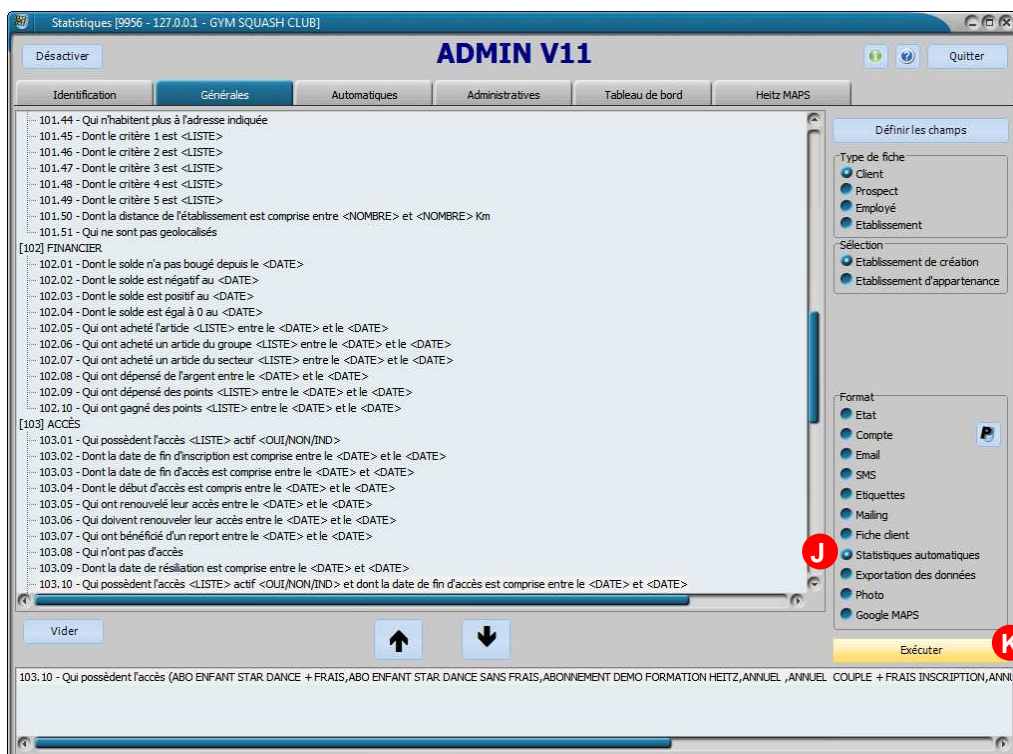 Statistiques [9956 - 127.0.0.1 - GYM SQUASH CLUB]
Désactiver
ADMIN V11
Quitter
Identification
Générales
Automatiques
Administratives
Tableau de bord
Heitz MAPS
101.44 - Qui n'habitent plus à l'adresse indiquée
101.45 - Dont le critère 1 est <LISTE>
101.46 - Dont le critère 2 est <LISTE>
101.47 - Dont le critère 3 est <LISTE>
101.48 - Dont le critère 4 est <LISTE>
101.49 - Dont le critère 5 est <LISTE>
101.50 - Dont la distance de l'établissement est comprise entre <NOMBRE> et <NOMBRE> Km
101.51 - Qui ne sont pas geolocalisés
[102] FINANCIER
102.01 - Dont le solde n'a pas bougé depuis le <DATE>
102.02 - Dont le solde est négatif au <DATE>
102.03 - Dont le solde est positif au <DATE>
102.04 - Dont le solde est égal à 0 au <DATE>
102.05 - Qui ont acheté l'article <LISTE> entre le <DATE> et le <DATE>
102.06 - Qui ont acheté un article du groupe <LISTE> entre le <DATE> et le <DATE>
102.07 - Qui ont acheté un article du secteur <LISTE> entre le <DATE> et le <DATE>
102.08 - Qui ont dépensé de l'argent entre le <DATE> et le <DATE>
102.09 - Qui ont dépensé des points <LISTE> entre le <DATE> et le <DATE>
102.10 - Qui ont gagné des points <LISTE> entre le <DATE> et le <DATE>
[103] ACCÈS
103.01 - Qui possèdent l'accès <LISTE> actif <OUI/NON/IND>
103.02 - Dont la date de fin d'inscription est comprise entre le <DATE> et le <DATE>
103.03 - Dont la date de fin d'accès est comprise entre le <DATE> et <DATE>
103.04 - Dont le début d'accès est compris entre le <DATE> et le <DATE>
103.05 - Qui ont renouvelé leur accès entre le <DATE> et le <DATE>
103.06 - Qui doivent renouveler leur accès entre le <DATE> et le <DATE>
103.07 - Qui ont bénéficié d'un report entre le <DATE> et le <DATE>
103.08 - Qui n'ont pas d'accès
103.09 - Dont la date de résiliation est comprise entre le <DATE> et <DATE>
103.10 - Qui possèdent l'accès <LISTE> actif <OUI/NON/IND> et dont la date de fin d'accès est comprise entre le <DATE> et <DATE>
Définir les champs
Type de fiche
Client
Prospect
Employé
Etablissement
Sélection
Etablissement de création
Etablissement d'appartenance
Format
Etat
Compte
Email
SMS
Etiquettes
Mailing
Fiche client
J
Statistiques automatiques
Exportation des données
Photo
Google MAPS
Vider
Exécuter
K
103.10 - Qui possèdent l'accès (ABO ENFANT STAR DANCE + FRAIS,ABO ENFANT STAR DANCE SANS FRAIS,ABONNEMENT DEMO FORMATION HEITZ,ANNUEL ,ANNUEL COUPLE + FRAIS INSCRIPTION,ANNU